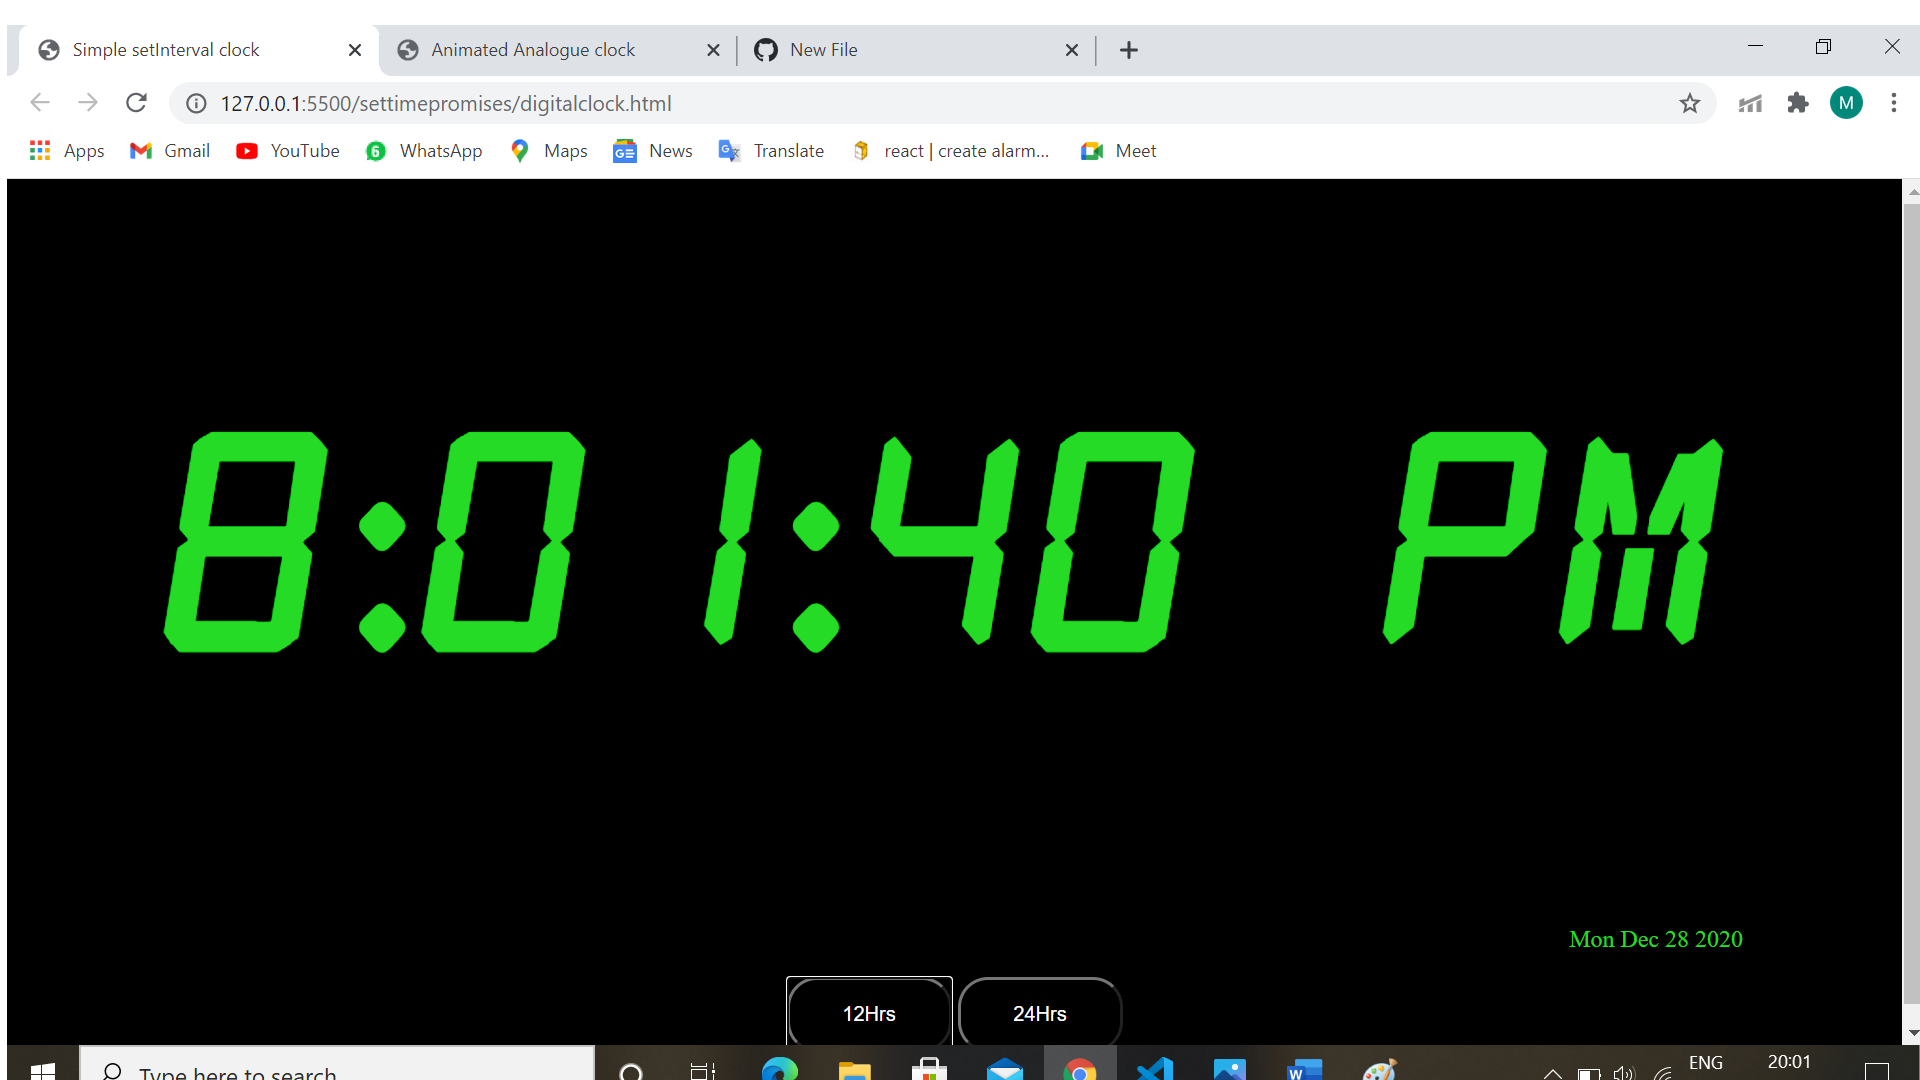 Simple setInterval clock
Animated Analogue clock
New File
127.0.0.1:5500/settimepromises/digitalclock.html
M
Apps
Gmail
YouTube
6
WhatsApp
Maps
GE
News
Translate
react | create alarm...
Meet
8:01:40 PM
Mon Dec 28 2020
12Hrs
24Hrs
Type here to search
W
ENG
20:01